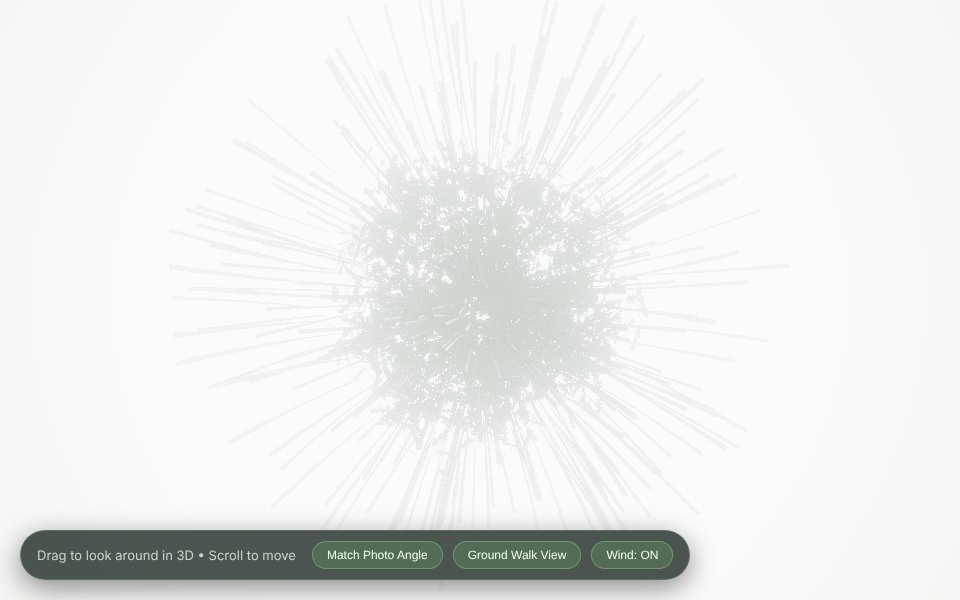 Drag to look around in 3D • Scroll to move
Match Photo Angle
Ground Walk View
Wind: ON